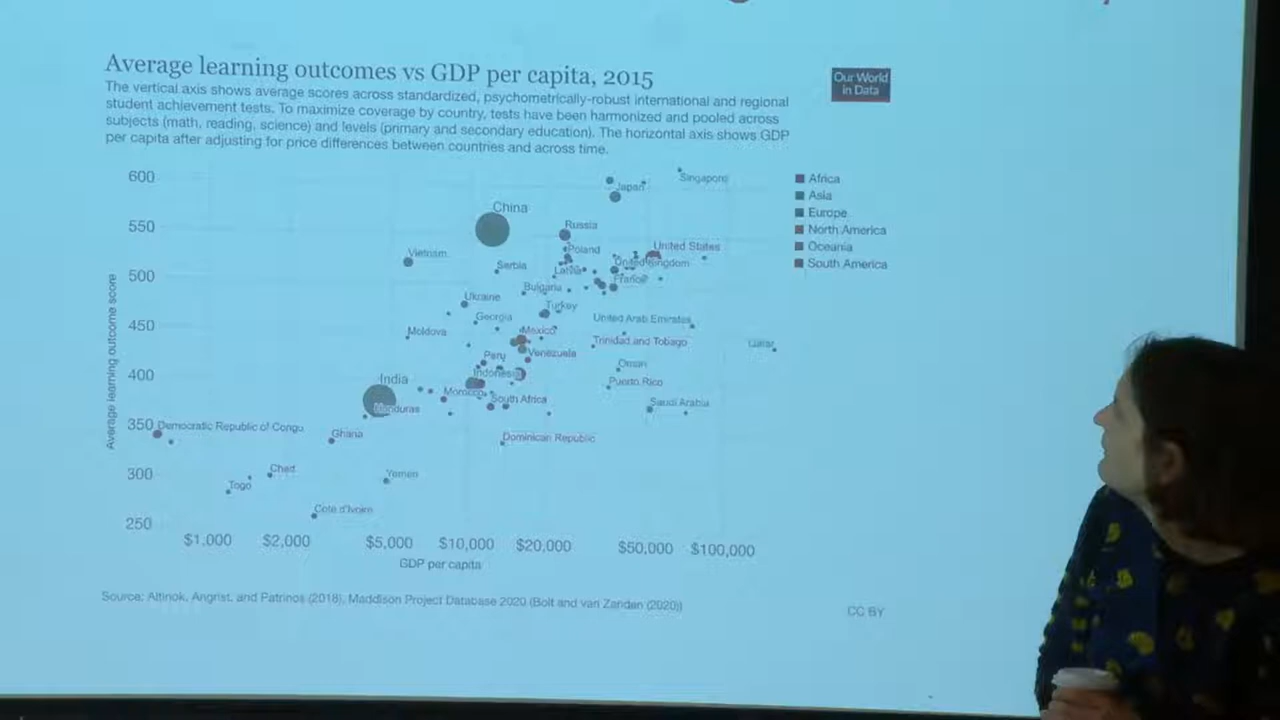 Average learning outcomes vs GDP per capita, 2015
Our World
in Data
The vertical axis shows average scores across standardized, psychometrically-robust international and regional
student achievement tests. To maximize coverage by country, tests have been harmonized and pooled across
subjects (math, reading, science) and levels (primary and secondary education). The horizontal axis shows GDP
per capita after adjusting for price differences between countries and across time.
600
550
500
450
400
350
300
250
Average learning outcome score
Singapore
Japan
China
Russia
United States
Poland
Vietnam
United Kingdom
Serbia
Latvia
France
Bulgaria
Ukraine
Turkey
Georgia
United Arab Emirates
Moldova
Mexico
Trinidad and Tobago
Qatar
Peru
Venezuela
Oman
India
Indonesia
Puerto Rico
Morocco
South Africa
Saudi Arabia
Honduras
Democratic Republic of Congo
Ghana
Dominican Republic
Chad
Yemen
Togo
Cote d'Ivoire
$1,000
$2,000
$5,000
$10,000
$20,000
$50,000
$100,000
GDP per capita
Africa
Asia
Europe
North America
Oceania
South America
Source: Altinok, Angrist, and Patrinos (2018), Maddison Project Database 2020 (Bolt and van Zanden (2020))
CC BY